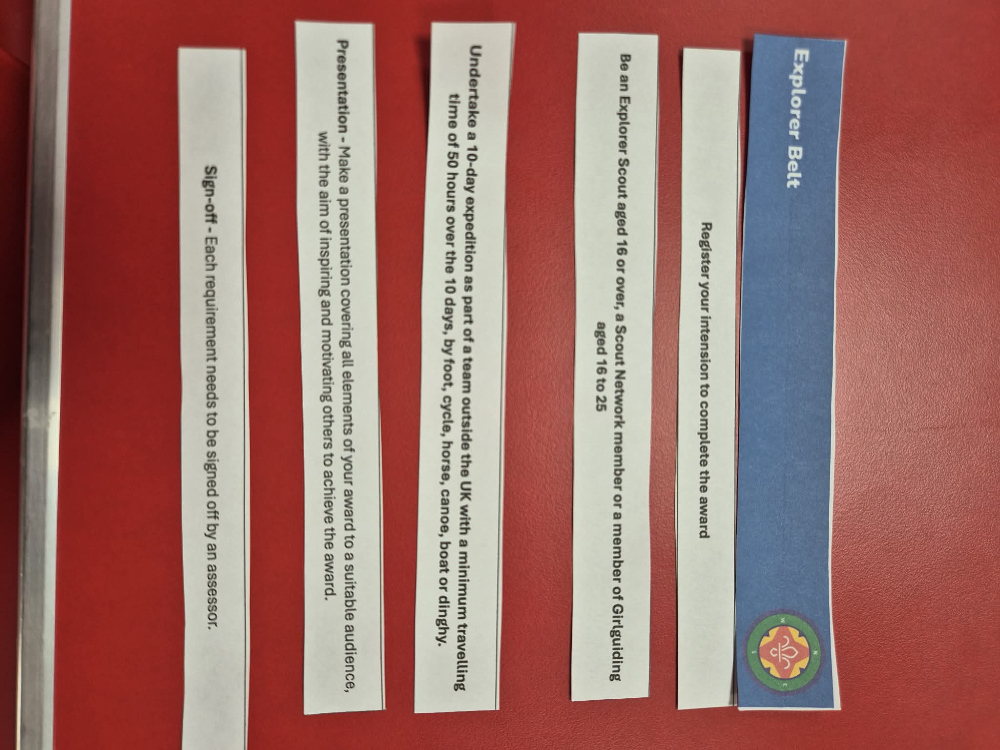 Explorer Belt
W
N
S
E
Register your intension to complete the award
Be an Explorer Scout aged 16 or over, a Scout Network member or a member of Girlguiding
aged 16 to 25
Undertake a 10-day expedition as part of a team outside the UK with a minimum travelling
time of 50 hours over the 10 days, by foot, cycle, horse, canoe, boat or dinghy.
Presentation - Make a presentation covering all elements of your award to a suitable audience,
with the aim of inspiring and motivating others to achieve the award.
Sign-off - Each requirement needs to be signed off by an assessor.